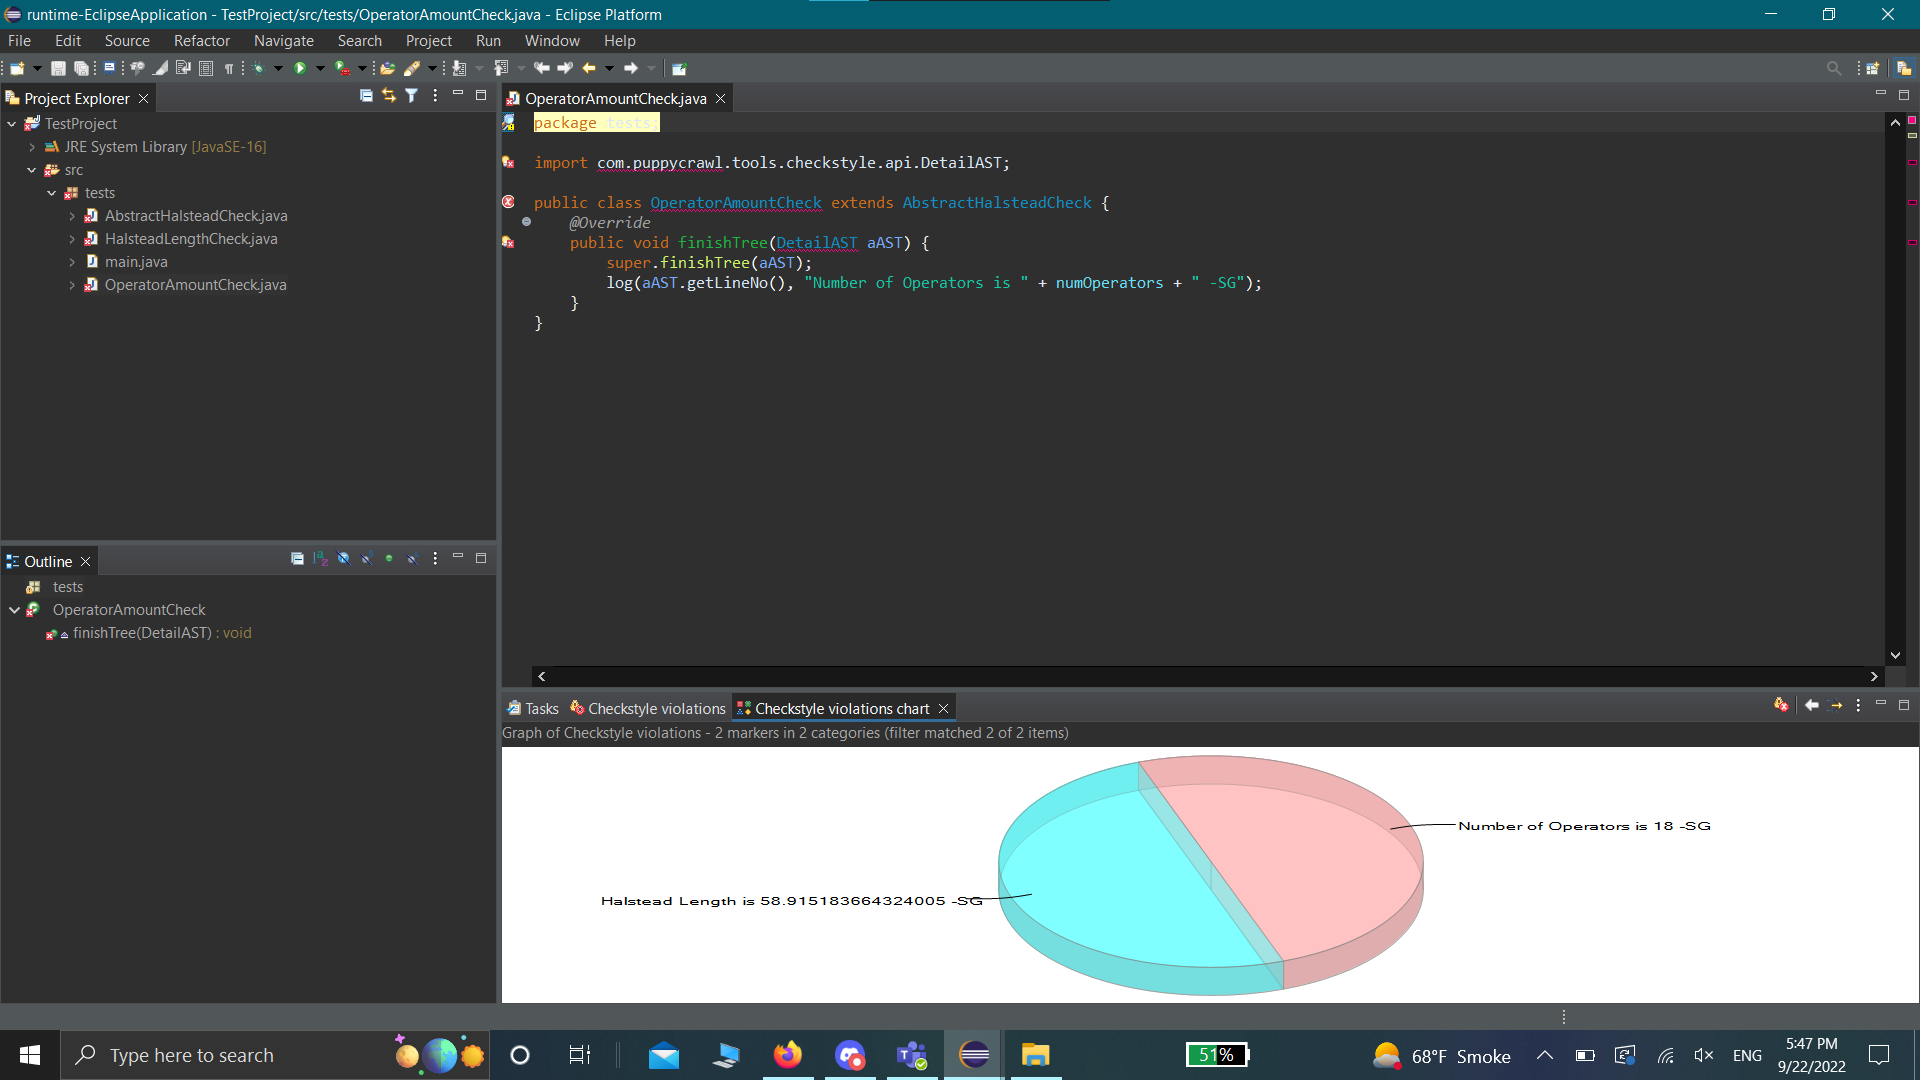 runtime-EclipseApplication - TestProject/src/tests/OperatorAmountCheck.java - Eclipse Platform
File Edit Source Refactor Navigate Search Project Run Window Help
Project Explorer
TestProject
JRE System Library [JavaSE-16]
src
tests
AbstractHalsteadCheck.java
HalsteadLengthCheck.java
main.java
OperatorAmountCheck.java
Outline
tests
OperatorAmountCheck
finishTree(DetailAST) : void
OperatorAmountCheck.java
package tests;
import com.puppycrawl.tools.checkstyle.api.DetailAST;
public class OperatorAmountCheck extends AbstractHalsteadCheck {
@Override
public void finishTree(DetailAST aAST) {
super.finishTree(aAST);
log(aAST.getLineNo(), "Number of Operators is " + numOperators + " -SG");
}
}
Tasks Checkstyle violations Checkstyle violations chart
Graph of Checkstyle violations - 2 markers in 2 categories (filter matched 2 of 2 items)
Number of Operators is 18 -SG
Halstead Length is 58.915183664324005 -SG
Type here to search
51%
68°F Smoke
ENG
5:47 PM
9/22/2022